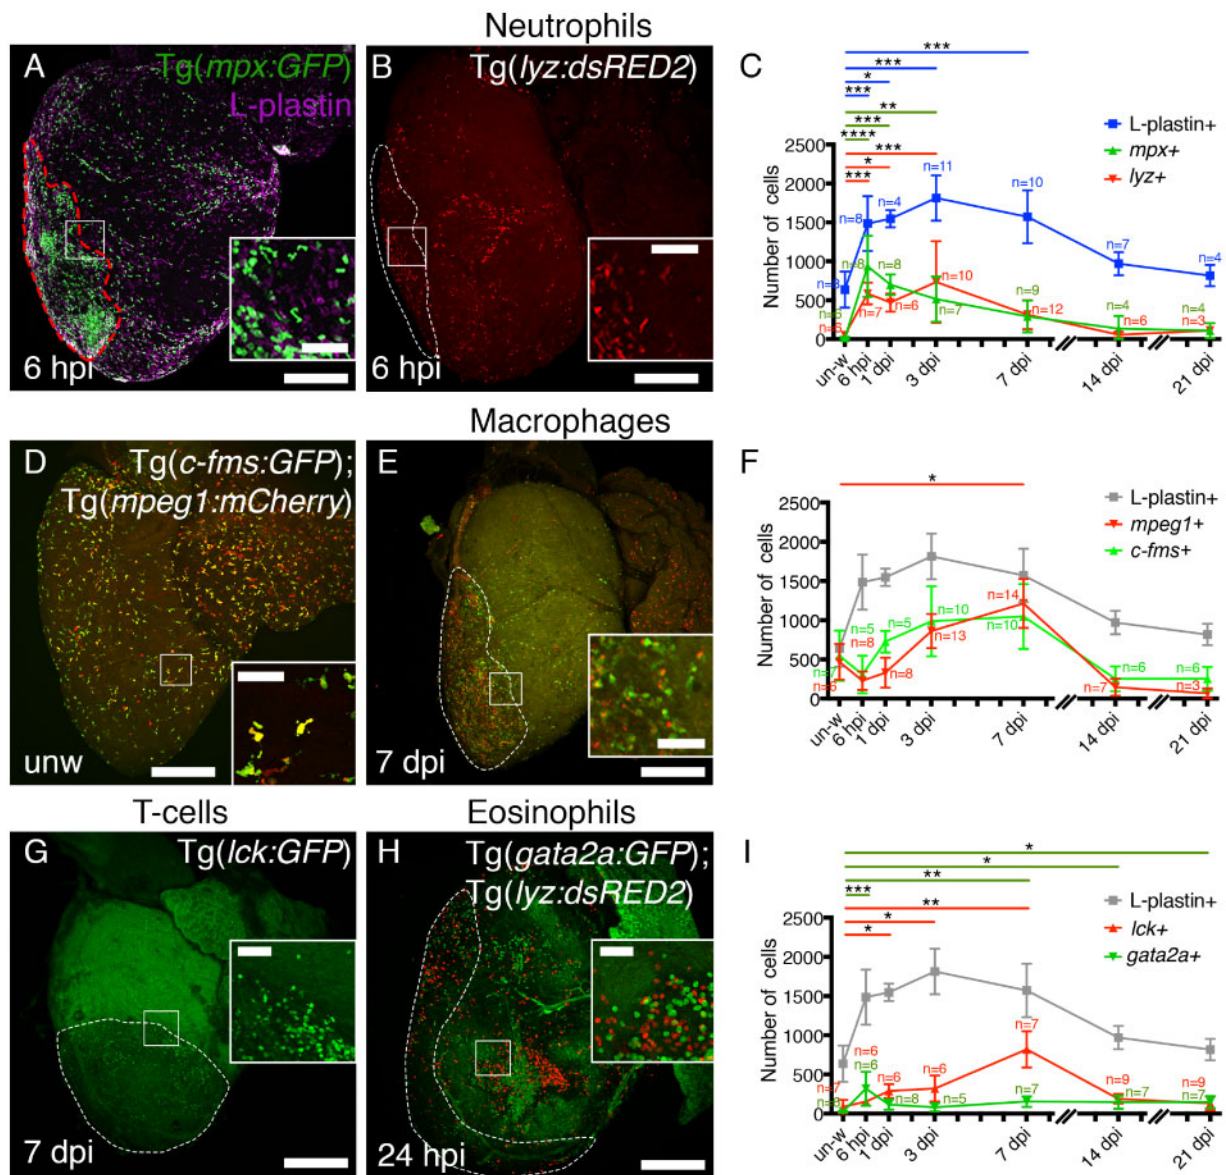 Neutrophils
A
Tg(mpx:GFP)
L-plastin
6 hpi
B
Tg(lyz:dsRED2)
6 hpi
C
***
***
*
***
**
***
****
***
*
***
L-plastin+
mpx+
lyz+
Number of cells
2500
2000
1500
1000
500
0
n=8
n=8
n=4
n=11
n=10
n=7
n=4
n=8
n=8
n=7
n=9
n=4
n=4
n=7
n=6
n=10
n=12
n=6
n=3
un-w
6 hpi
1 dpi
3 dpi
7 dpi
14 dpi
21 dpi
Macrophages
D
Tg(c-fms:GFP);
Tg(mpeg1:mCherry)
unw
E
7 dpi
F
*
L-plastin+
mpeg1+
c-fms+
Number of cells
2500
2000
1500
1000
500
0
n=7
n=5
n=5
n=10
n=10
n=6
n=6
n=6
n=8
n=8
n=13
n=14
n=7
n=3
un-w
6 hpi
1 dpi
3 dpi
7 dpi
14 dpi
21 dpi
T-cells
G
Tg(lck:GFP)
7 dpi
Eosinophils
H
Tg(gata2a:GFP);
Tg(lyz:dsRED2)
24 hpi
I
*
*
**
***
**
*
*
L-plastin+
lck+
gata2a+
Number of cells
2500
2000
1500
1000
500
0
n=7
n=6
n=6
n=6
n=7
n=9
n=9
n=8
n=6
n=8
n=5
n=7
n=7
n=7
un-w
6 hpi
1 dpi
3 dpi
7 dpi
14 dpi
21 dpi